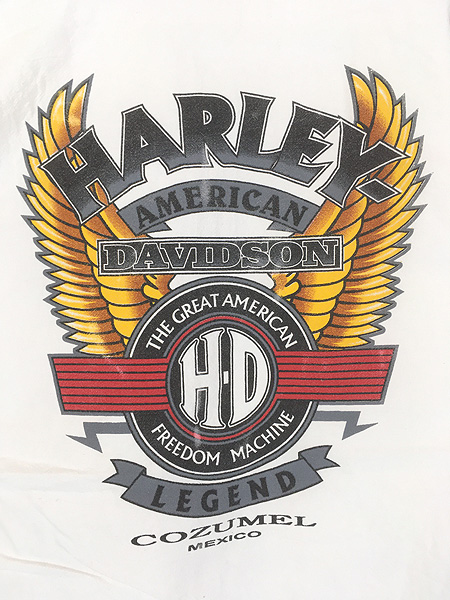 HARLEY-
AMERICAN
DAVIDSON
THE GREAT AMERICAN
H-D
FREEDOM MACHINE
LEGEND
COZUMEL
MEXICO